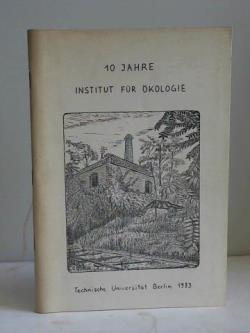 10 JAHRE
INSTITUT FÜR ÖKOLOGIE
Technische Universität Berlin 1983